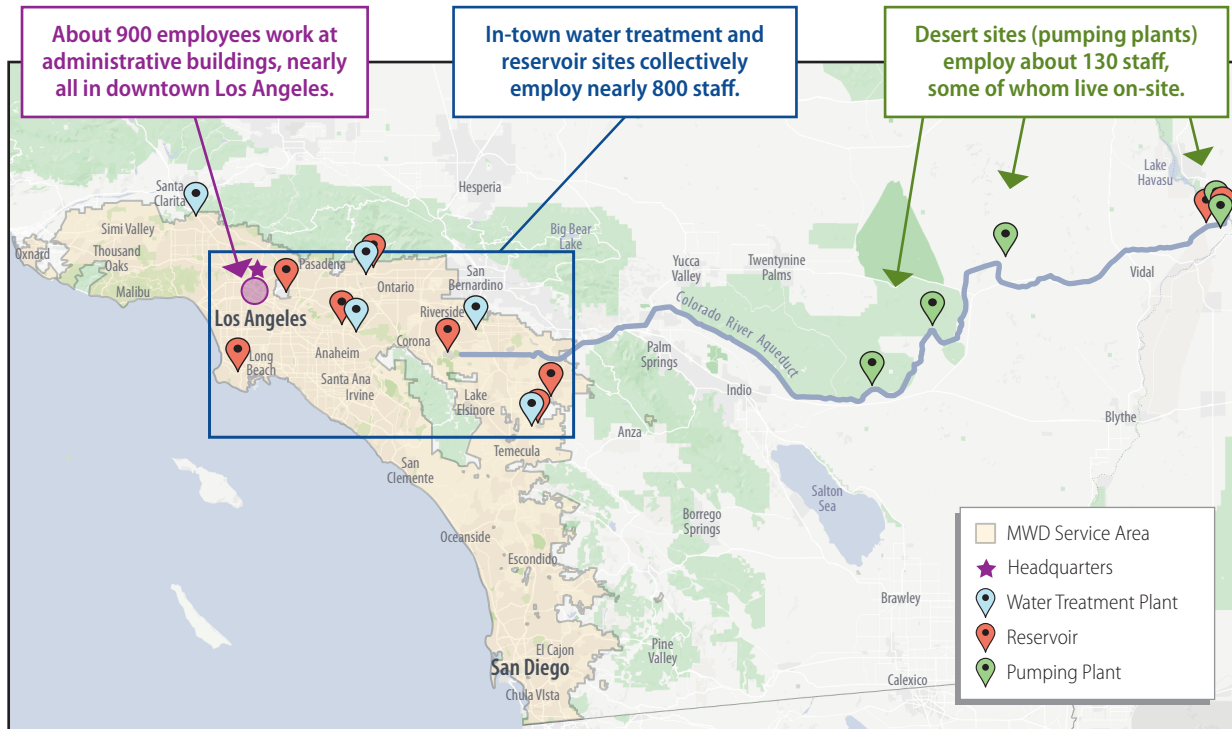 About 900 employees work at
administrative buildings, nearly
all in downtown Los Angeles.
In-town water treatment and
reservoir sites collectively
employ nearly 800 staff.
Desert sites (pumping plants)
employ about 130 staff,
some of whom live on-site.
Lake
Havasu
Santa
Clarita
Hesperia
Simi Valley
Big Bear
Lake
Oxnard
Thousand
Oaks
Pasadena
San
Bernardino
Yucca
Valley
Twentynine
Palms
Vidal
Malibu
Ontario
Los Angeles
Riverside
Colorado River Aqueduct
Corona
Anaheim
Long
Beach
Palm
Springs
Santa Ana
Irvine
Indio
Lake
Elsinore
Blythe
Anza
Temecula
San
Clemente
Salton
Sea
Borrego
Springs
Oceanside
Escondido
Brawley
El Cajon
Pine
Valley
San Diego
Chula VIsta
Calexico
MWD Service Area
Headquarters
Water Treatment Plant
Reservoir
Pumping Plant